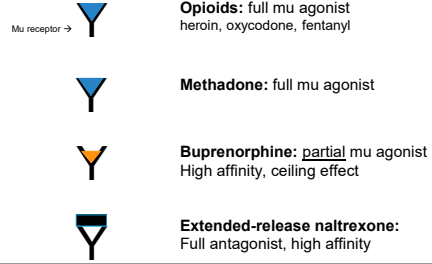 Opioids: full mu agonist
Mu receptor →
heroin, oxycodone, fentanyl
Methadone: full mu agonist
Buprenorphine: partial mu agonist
High affinity, ceiling effect
Extended-release naltrexone:
Full antagonist, high affinity